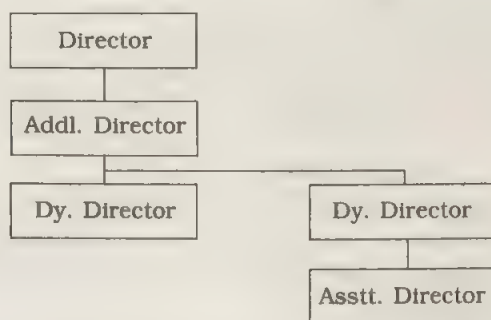 Director
Addl. Director
Dy. Director
Dy. Director
Asstt. Director